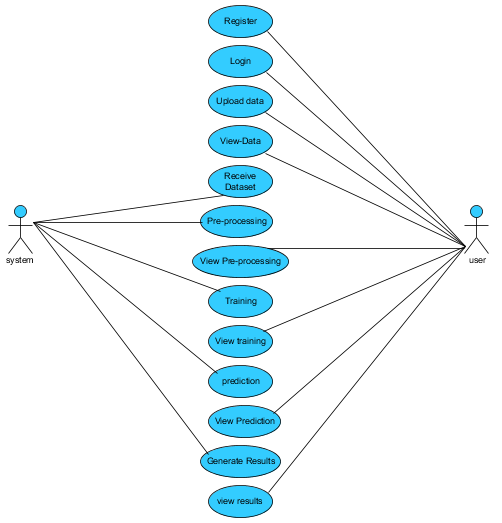 Register
Login
Upload data
View-Data
Receive
Dataset
system
user
Pre-processing
View Pre-processing
Training
View training
prediction
View Prediction
Generate Results
view results